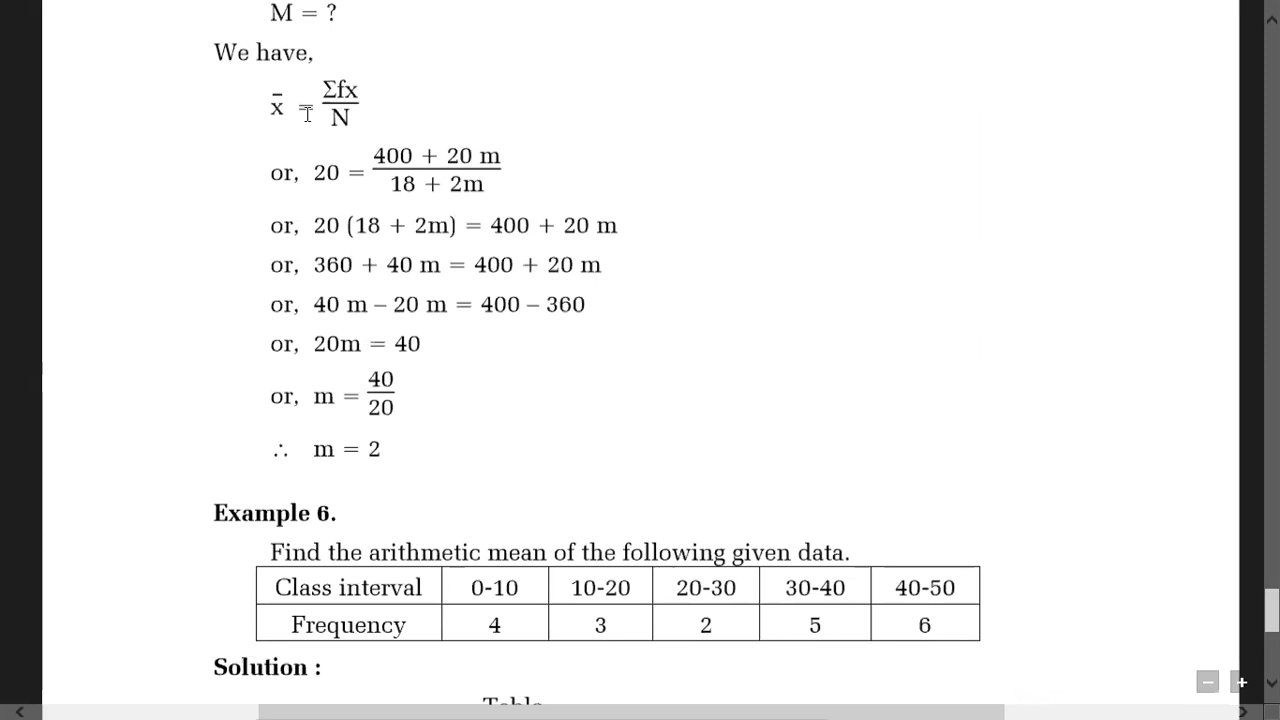 M = ?
We have,
x̄ = Σfx / N
or, 20 = 400 + 20 m / 18 + 2m
or, 20 (18 + 2m) = 400 + 20 m
or, 360 + 40 m = 400 + 20 m
or, 40 m – 20 m = 400 – 360
or, 20m = 40
or, m = 40 / 20
∴ m = 2
Example 6.
Find the arithmetic mean of the following given data.
Class interval 0-10 10-20 20-30 30-40 40-50
Frequency 4 3 2 5 6
Solution :
Table